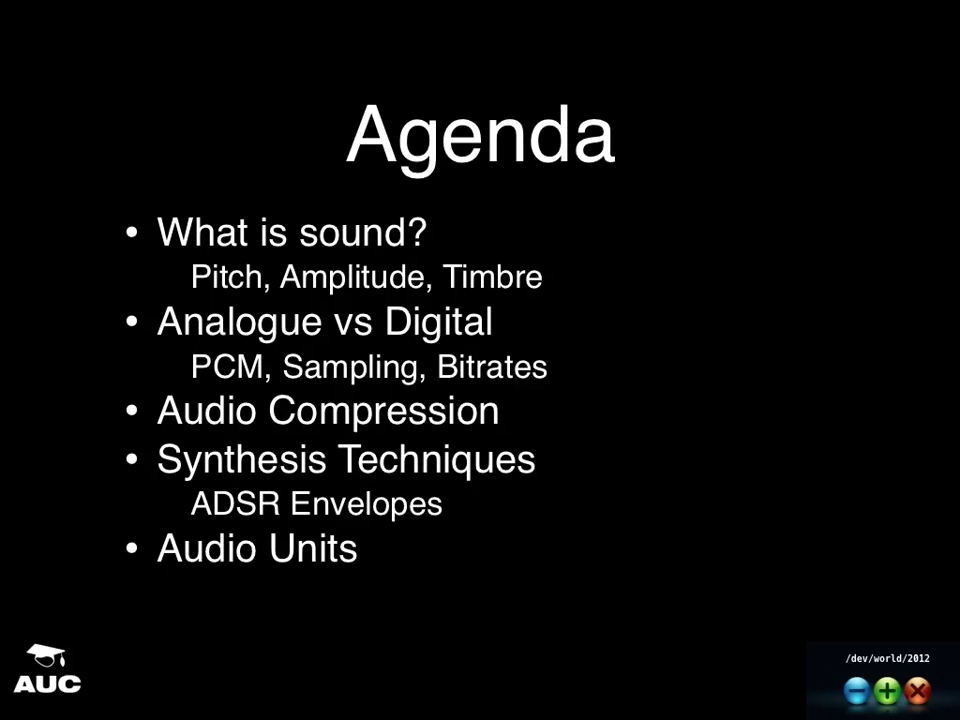 Agenda
• What is sound?
Pitch, Amplitude, Timbre
• Analogue vs Digital
PCM, Sampling, Bitrates
• Audio Compression
• Synthesis Techniques
ADSR Envelopes
• Audio Units
AUC
/dev/world/2012